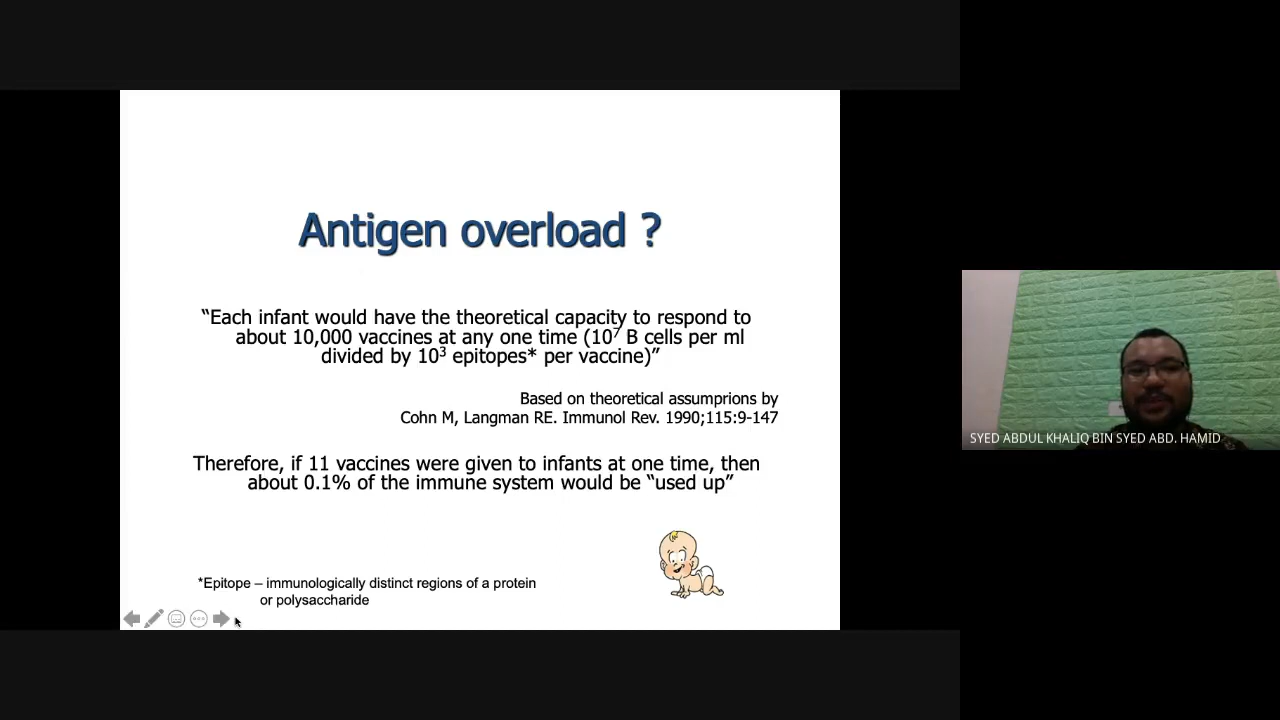 Antigen overload ?
“Each infant would have the theoretical capacity to respond to
about 10,000 vaccines at any one time (10⁷ B cells per ml
divided by 10³ epitopes* per vaccine)”
Based on theoretical assumprions by
Cohn M, Langman RE. Immunol Rev. 1990;115:9-147
Therefore, if 11 vaccines were given to infants at one time, then
about 0.1% of the immune system would be “used up”
*Epitope – immunologically distinct regions of a protein
or polysaccharide
SYED ABDUL KHALIQ BIN SYED ABD. HAMID